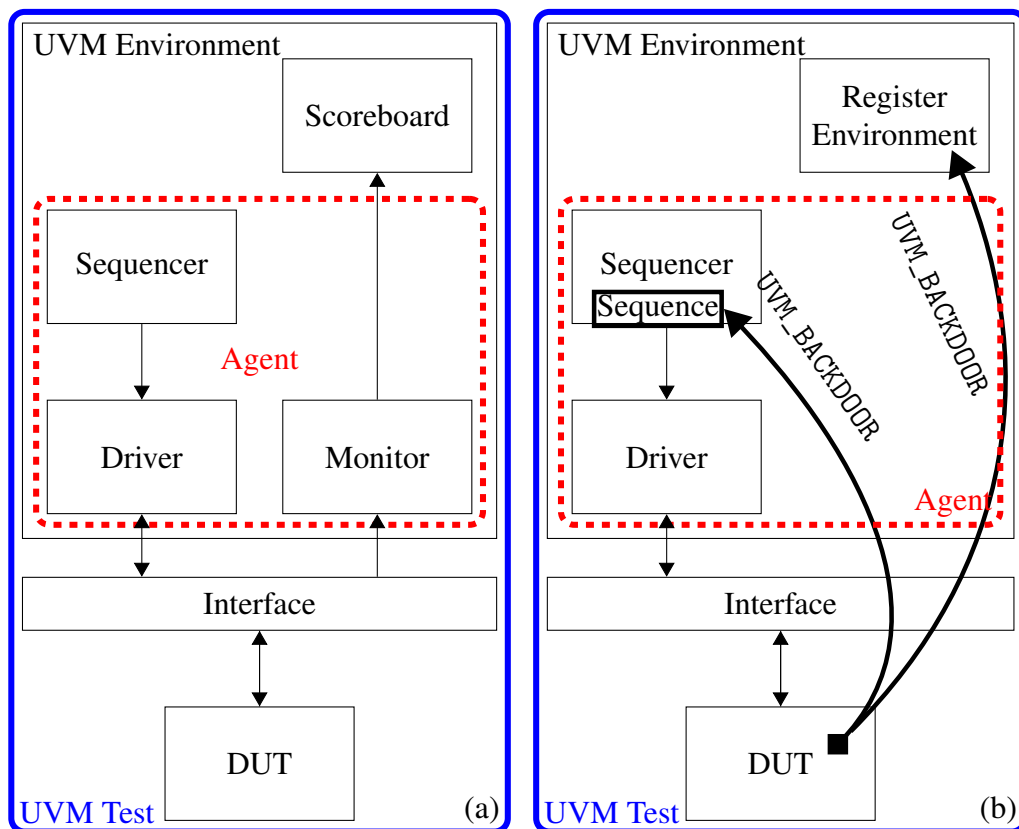 UVM Environment
Scoreboard
Sequencer
Agent
Driver
Monitor
Interface
DUT
UVM Test
(a)
UVM Environment
Register
Environment
Sequencer
Sequence
UVM_BACKDOOR
UVM_BACKDOOR
Driver
Agent
Interface
DUT
UVM Test
(b)